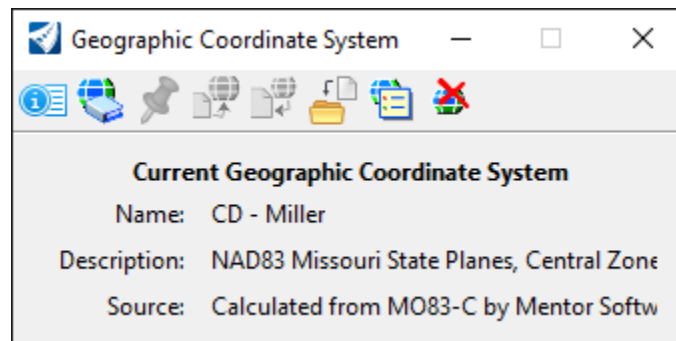 Geographic Coordinate System
Current Geographic Coordinate System
Name: CD - Miller
Description: NAD83 Missouri State Planes, Central Zone
Source: Calculated from MO83-C by Mentor Softw